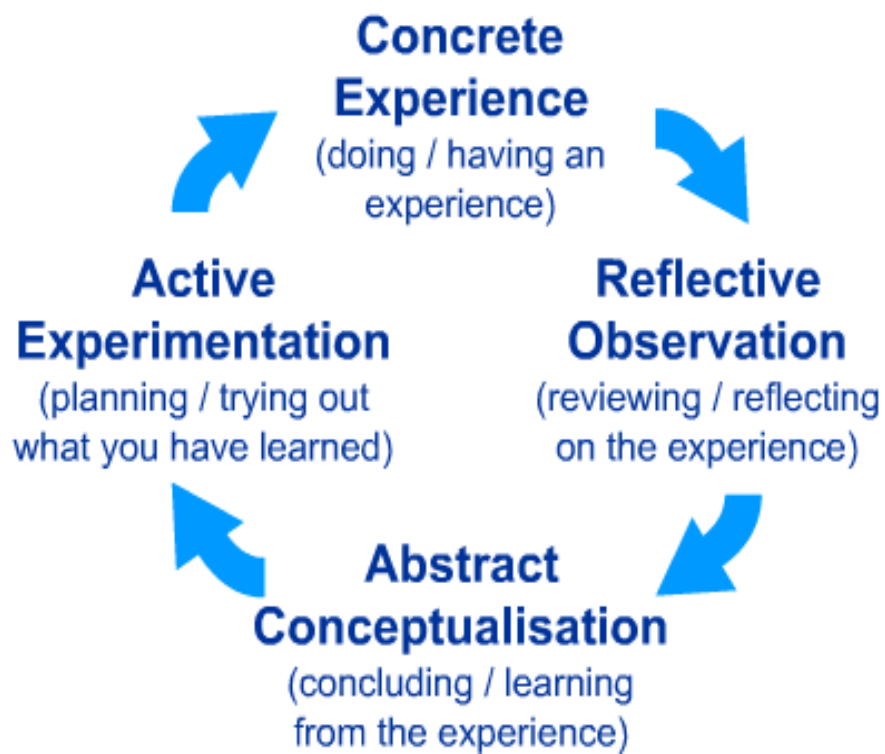 Concrete
Experience
(doing / having an
experience)
Active
Experimentation
(planning / trying out
what you have learned)
Reflective
Observation
(reviewing / reflecting
on the experience)
Abstract
Conceptualisation
(concluding / learning
from the experience)